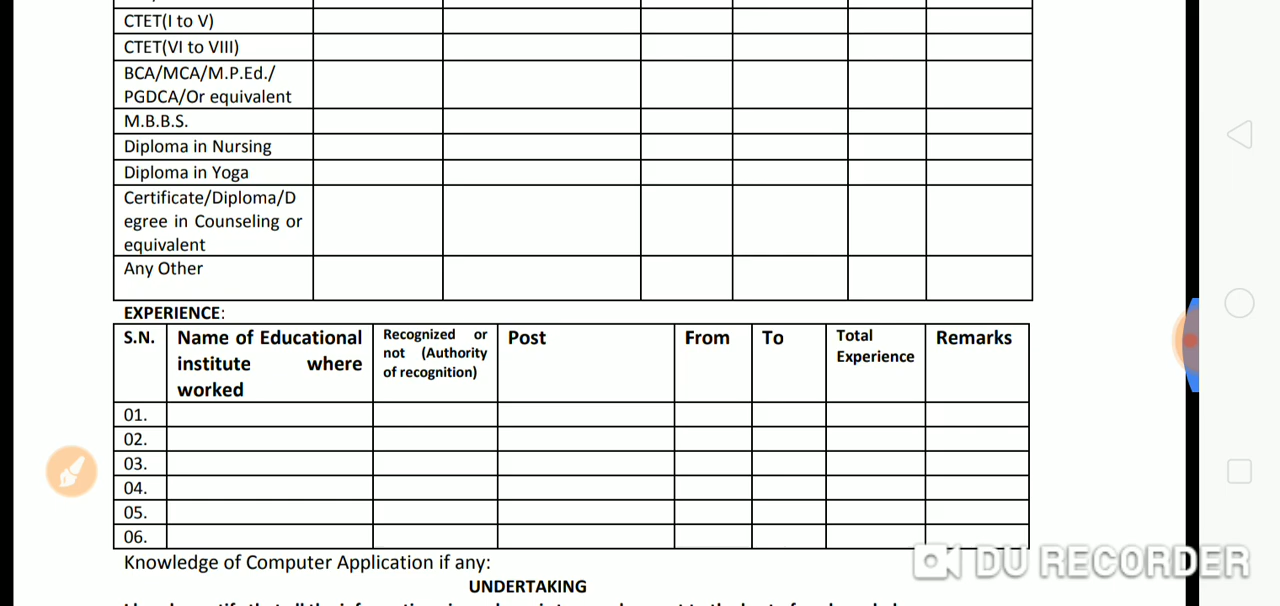 CTET(I to V)
CTET(VI to VIII)
BCA/MCA/M.P.Ed./
PGDCA/Or equivalent
M.B.B.S.
Diploma in Nursing
Diploma in Yoga
Certificate/Diploma/D
egree in Counseling or
equivalent
Any Other
EXPERIENCE:
S.N.
Name of Educational
institute where
worked
Recognized or
not (Authority
of recognition)
Post
From
To
Total
Experience
Remarks
01.
02.
03.
04.
05.
06.
Knowledge of Computer Application if any:
UNDERTAKING
DU RECORDER